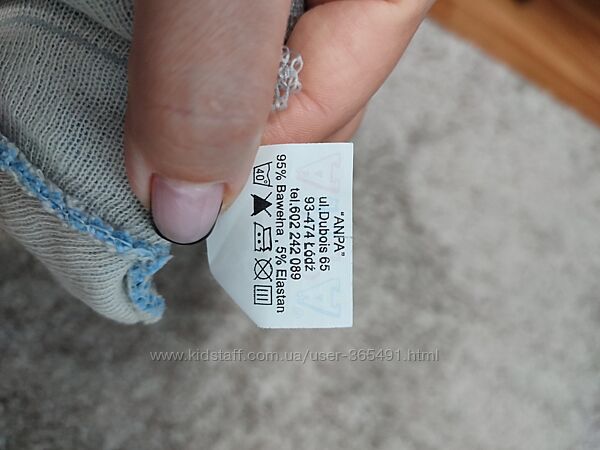 "ANPA"
ul.Dubois 65
93-474 Łódź
tel.602 242 089
95% Bawełna , 5% Elastan
40°
www.kidstaff.com.ua/user-365491.html